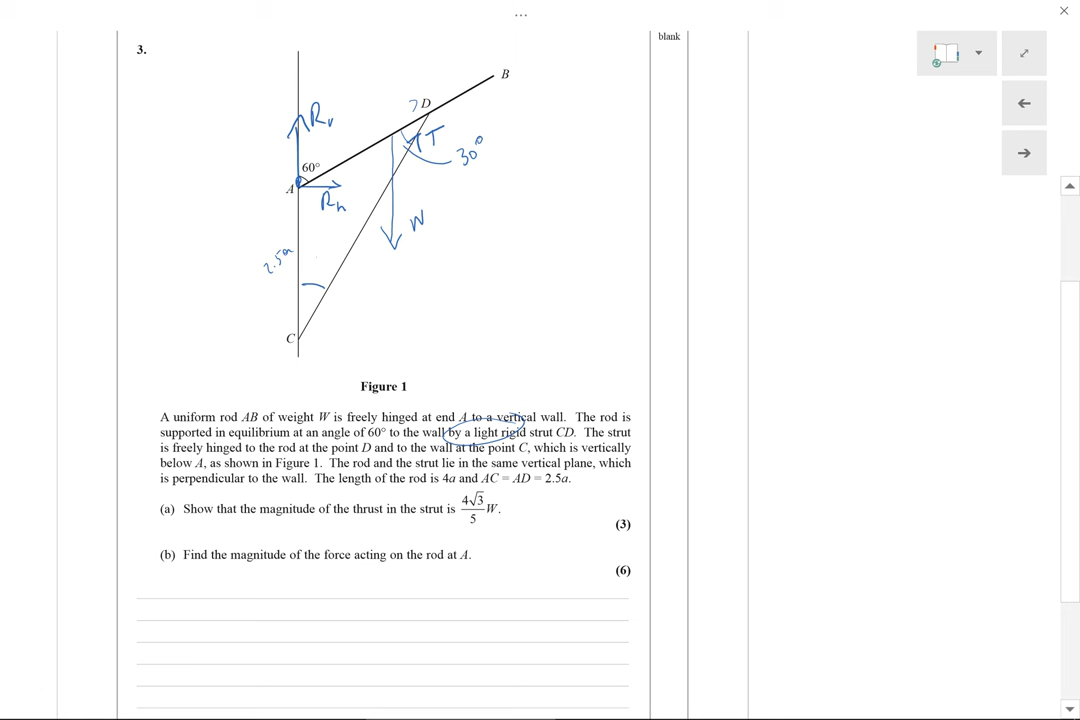 ...
blank
3.
B
D
R_v
T
30°
60°
A
R_h
W
2.5a
C
Figure 1
A uniform rod AB of weight W is freely hinged at end A to a vertical wall. The rod is
supported in equilibrium at an angle of 60° to the wall by a light rigid strut CD. The strut
is freely hinged to the rod at the point D and to the wall at the point C, which is vertically
below A, as shown in Figure 1. The rod and the strut lie in the same vertical plane, which
is perpendicular to the wall. The length of the rod is 4a and AC = AD = 2.5a.
(a) Show that the magnitude of the thrust in the strut is 4√3/5 W.
(3)
(b) Find the magnitude of the force acting on the rod at A.
(6)